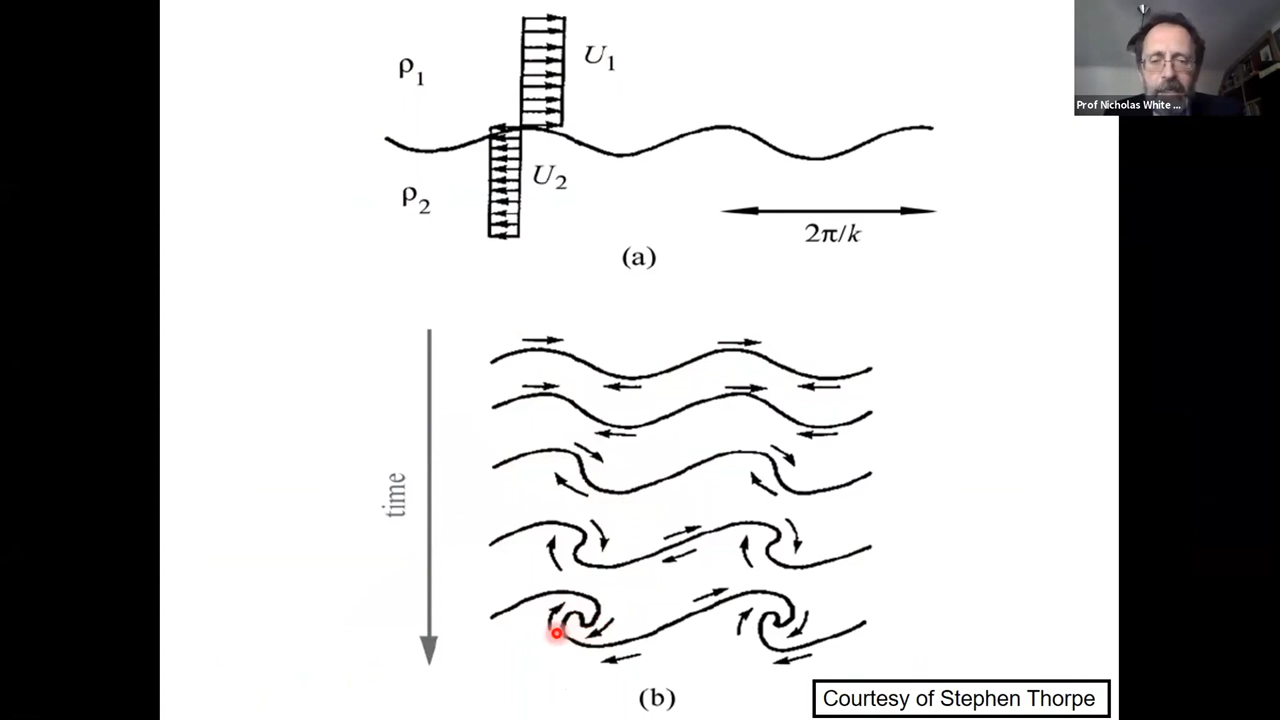 Prof Nicholas White ...
ρ1
U1
ρ2
U2
2π/k
(a)
time
(b)
Courtesy of Stephen Thorpe